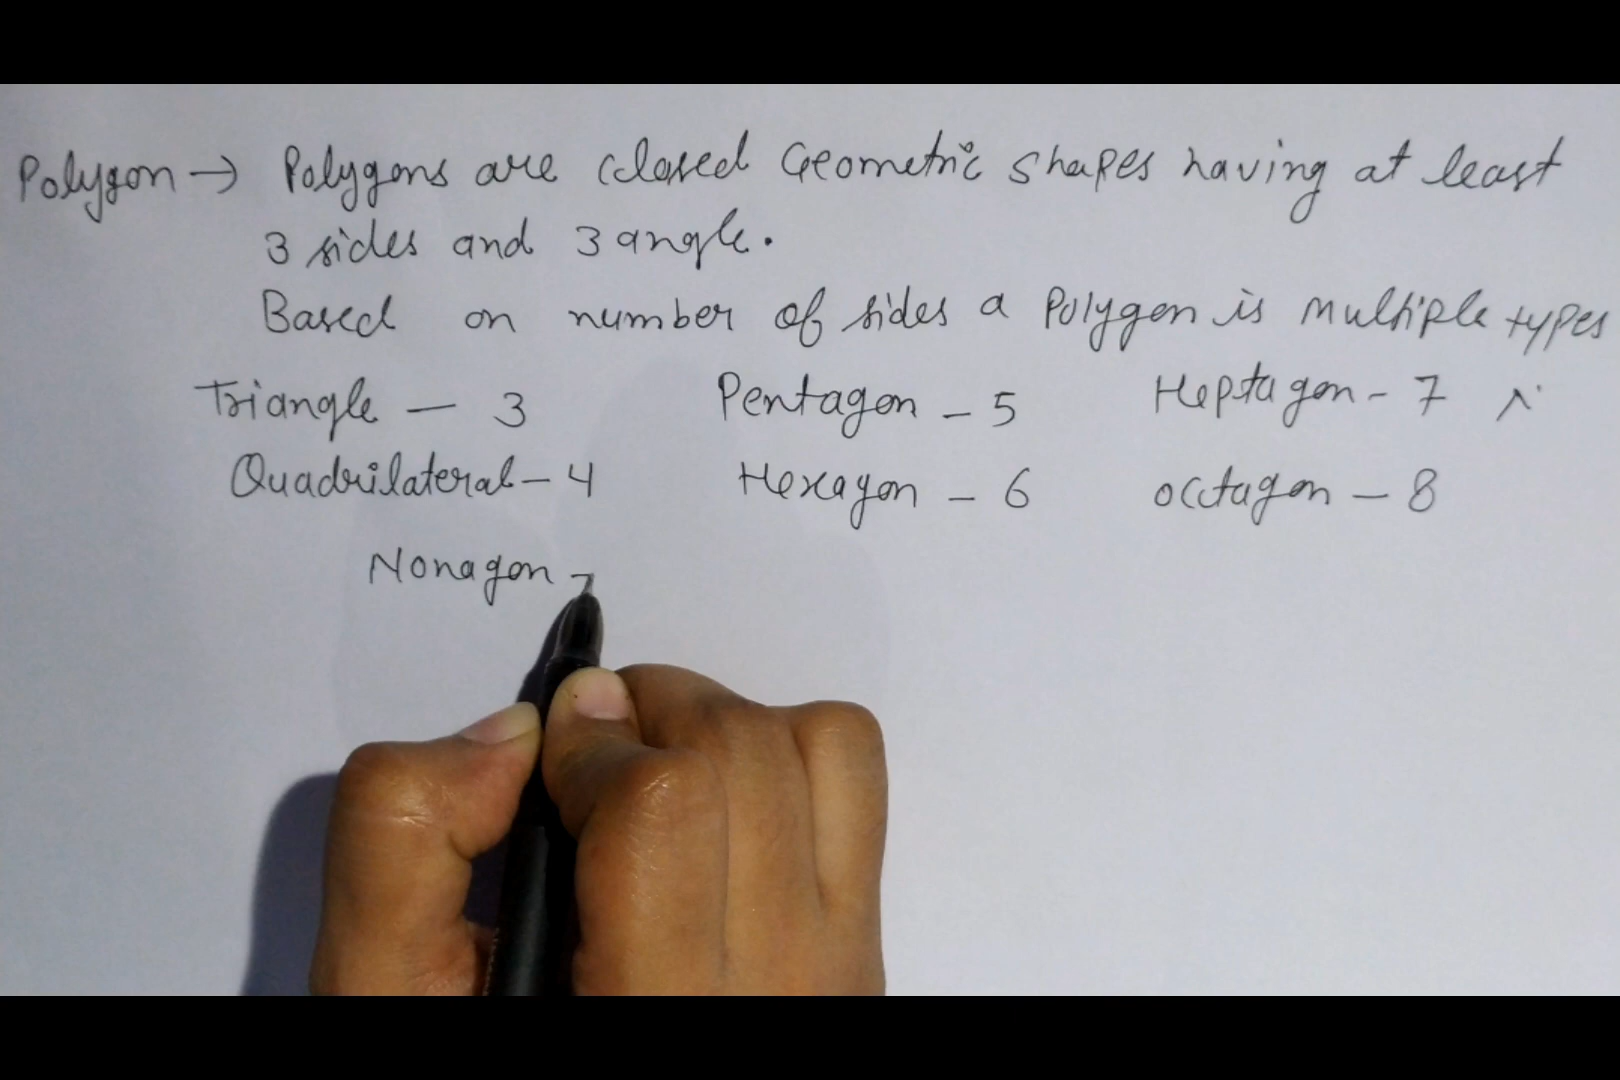 Polygon → Polygons are closed Geometric shapes having at least
3 sides and 3 angle.
Based on number of sides a Polygon is multiple types
Triangle — 3 Pentagon - 5 Heptagon - 7
Quadrilateral - 4 Hexagon - 6 octagon - 8
Nonagon -